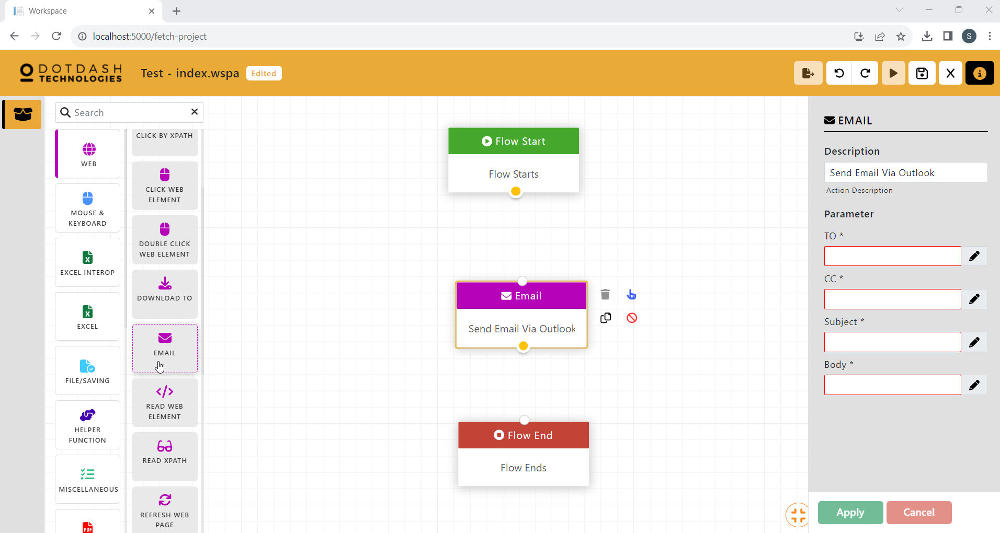 Workspace
localhost:5000/fetch-project
S
DOTDASH
TECHNOLOGIES
Test - index.wspa
Edited
Search
WEB
MOUSE &
KEYBOARD
EXCEL INTEROP
EXCEL
FILE/SAVING
HELPER
FUNCTION
MISCELLANEOUS
PDF
CLICK BY XPATH
CLICK WEB
ELEMENT
DOUBLE CLICK
WEB ELEMENT
DOWNLOAD TO
EMAIL
READ WEB
ELEMENT
READ XPATH
REFRESH WEB
PAGE
Flow Start
Flow Starts
Email
Send Email Via Outlook
Flow End
Flow Ends
EMAIL
Description
Send Email Via Outlook
Action Description
Parameter
TO *
CC *
Subject *
Body *
Apply
Cancel